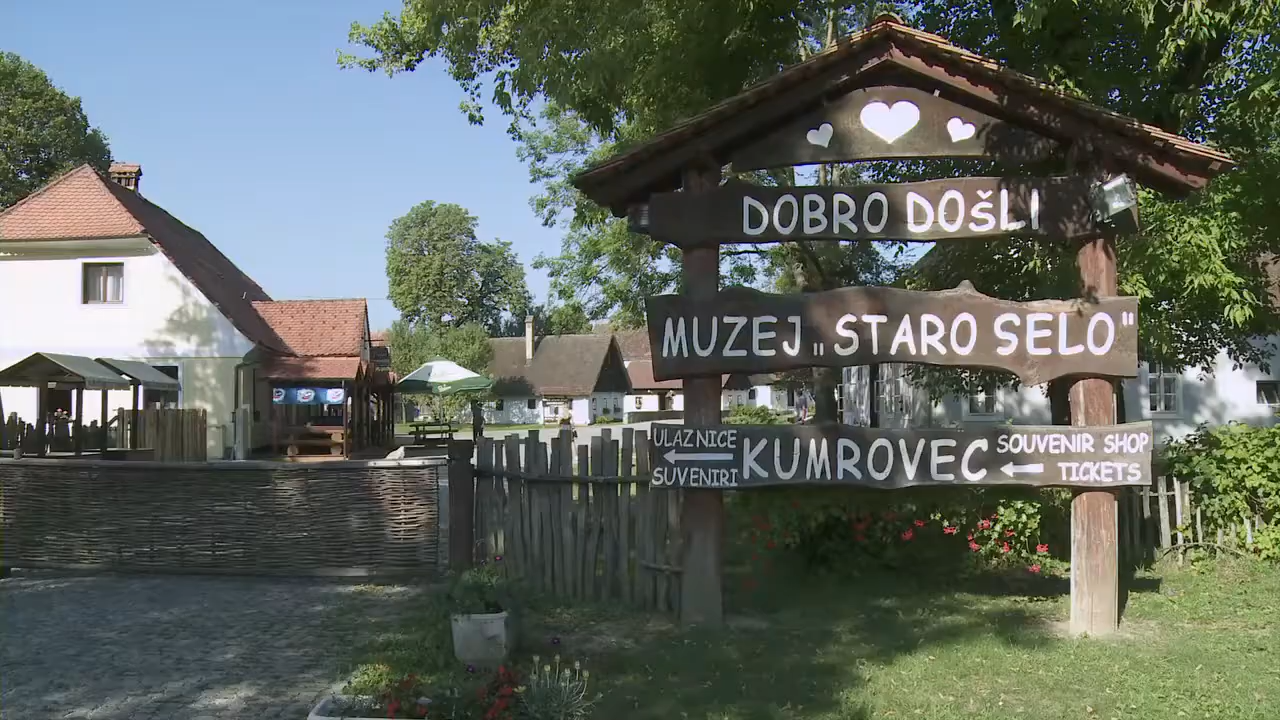 DOBRO DOŠLI
MUZEJ „STARO SELO"
ULAZNICE
SUVENIRI
KUMROVEC
SOUVENIR SHOP
TICKETS